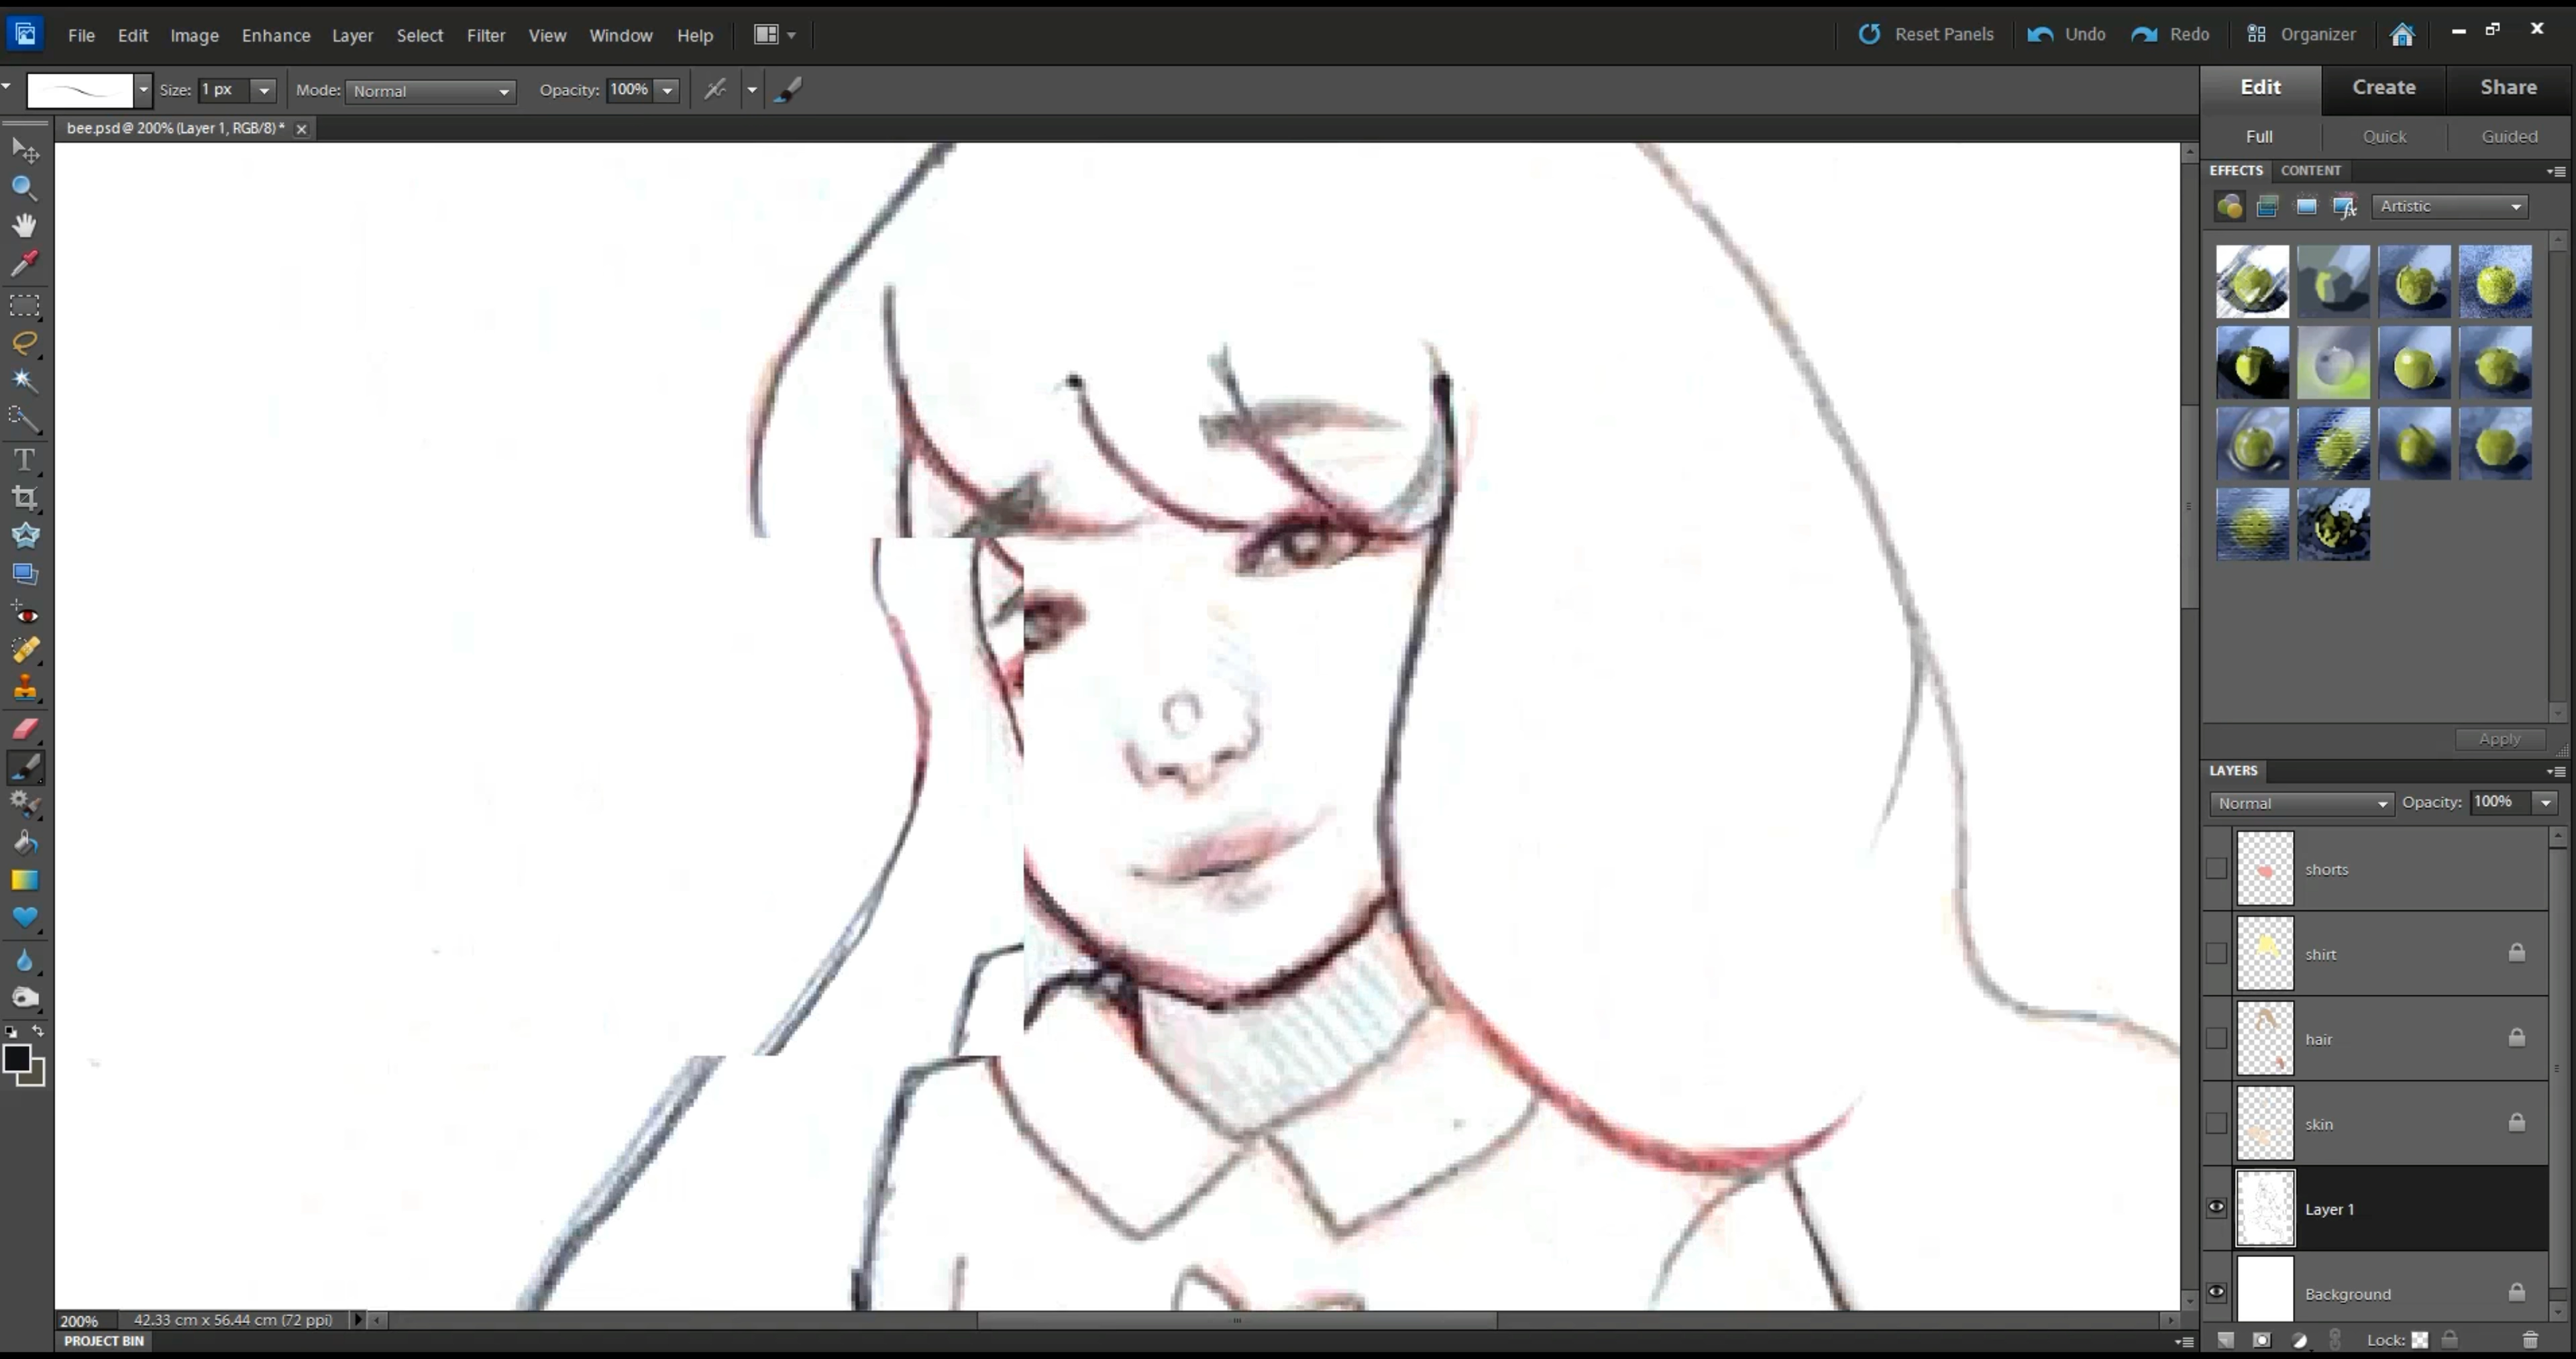 File Edit Image Enhance Layer Select Filter View Window Help Reset Panels Undo Redo Organizer
Size: 1 px Mode: Normal Opacity: 100%
Edit Create Share
bee.psd @ 200% (Layer 1, RGB/8) *
Full Quick Guided
EFFECTS CONTENT
Artistic
Apply
LAYERS
Normal Opacity: 100%
shorts
shirt
hair
skin
Layer 1
Background
Lock:
200% 42.33 cm x 56.44 cm (72 ppi)
PROJECT BIN